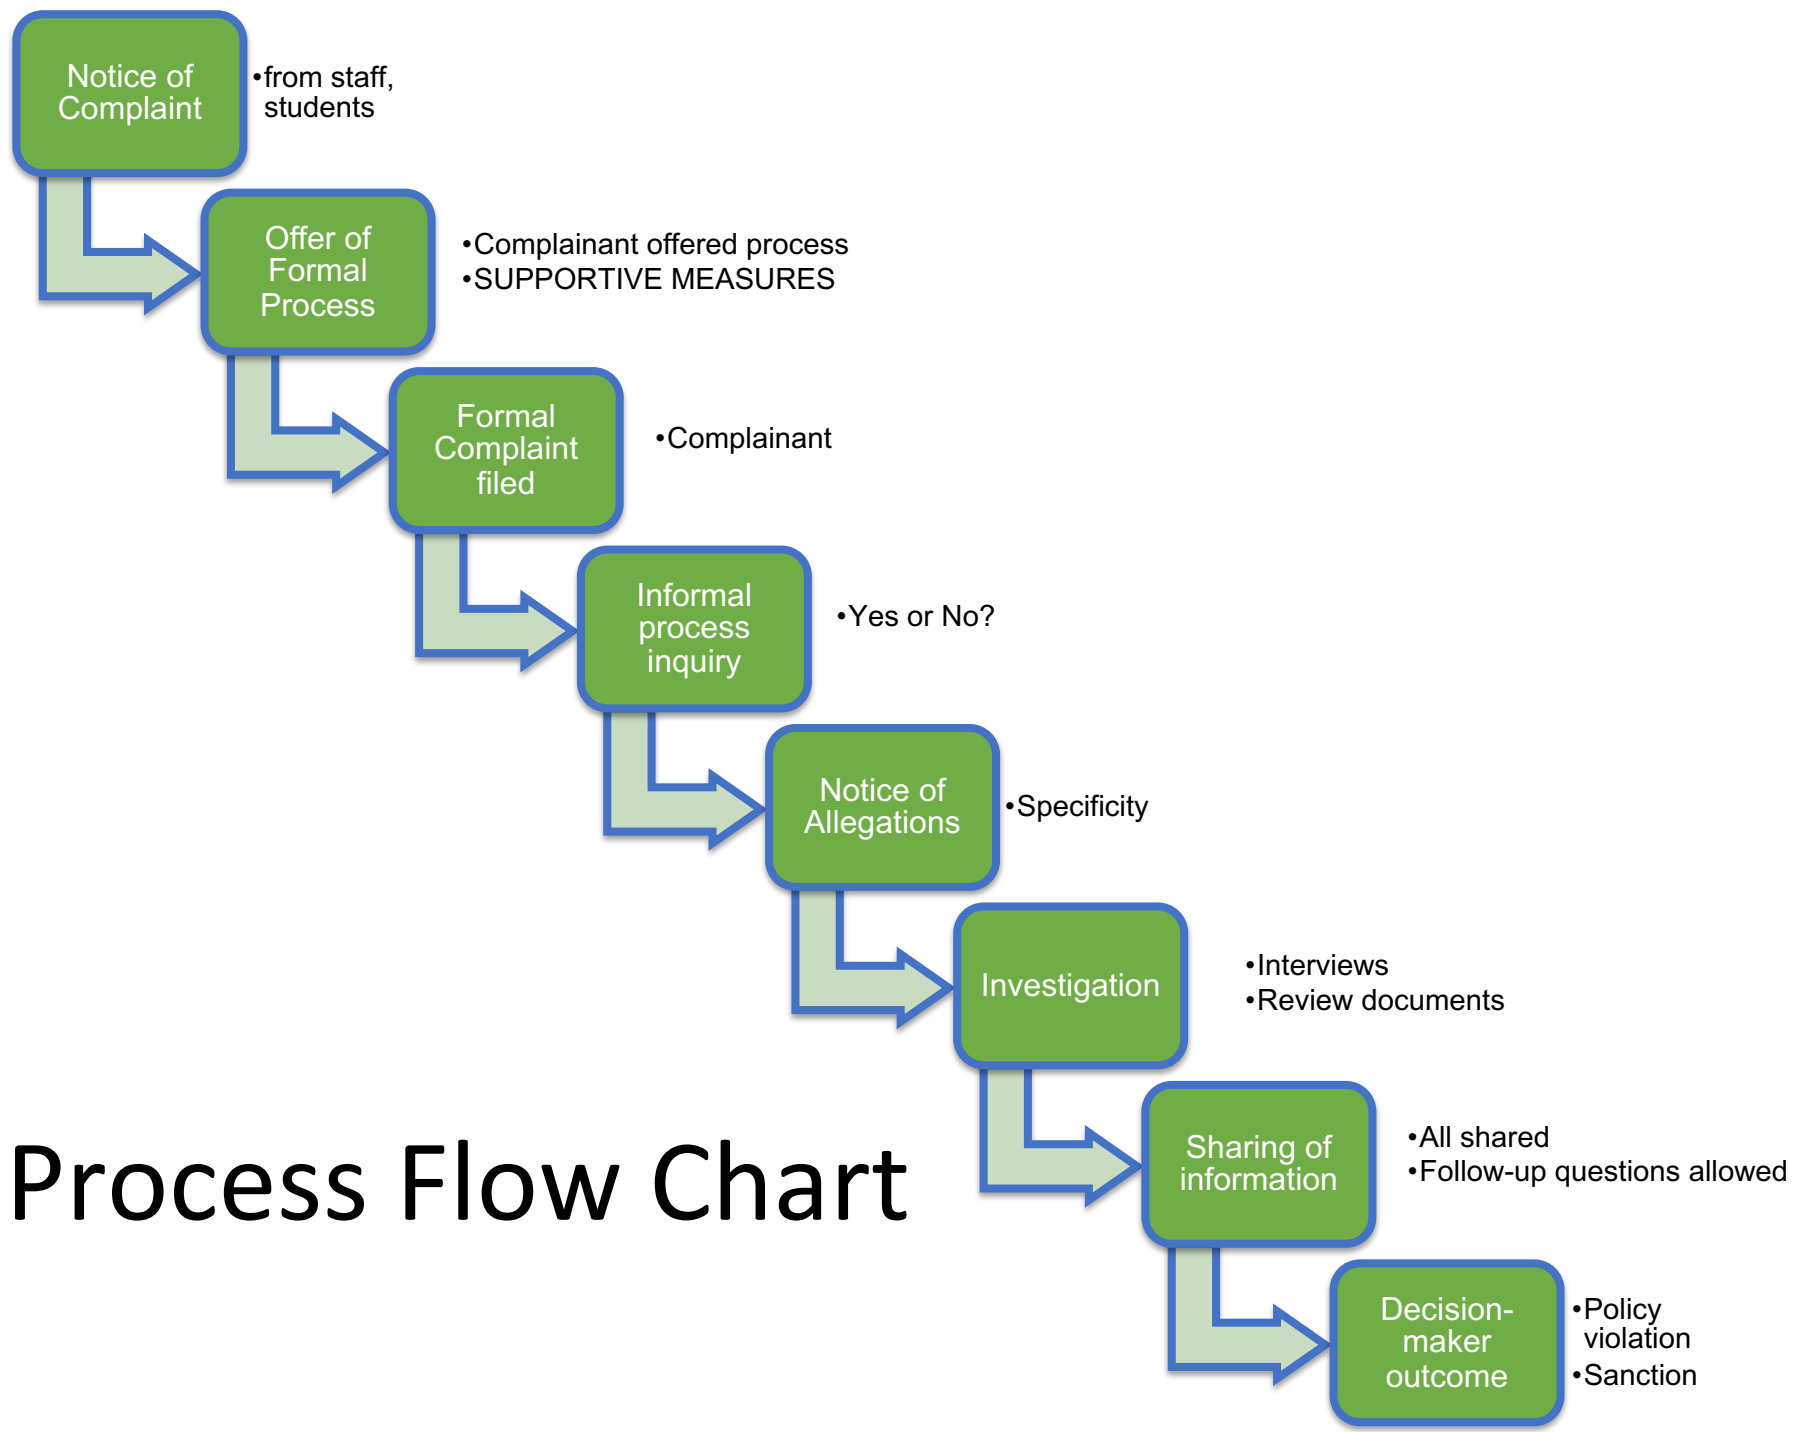 Notice of
Complaint
•from staff,
students
Offer of
Formal
Process
•Complainant offered process
•SUPPORTIVE MEASURES
Formal
Complaint
filed
•Complainant
Informal
process
inquiry
•Yes or No?
Notice of
Allegations
•Specificity
Investigation
•Interviews
•Review documents
Sharing of
information
•All shared
•Follow-up questions allowed
Process Flow Chart
Decision-
maker
outcome
•Policy
violation
•Sanction